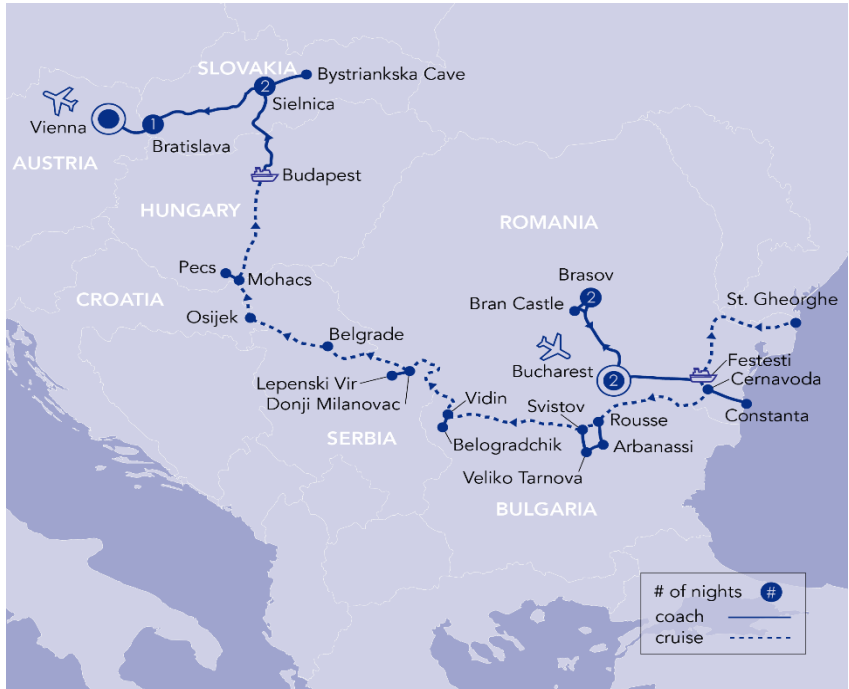 SLOVAKIA
2
Bystriankska Cave
Sielnica
Vienna
1
Bratislava
AUSTRIA
Budapest
HUNGARY
ROMANIA
Pecs
Mohacs
Brasov
2
CROATIA
Bran Castle
St. Gheorghe
Osijek
Belgrade
Festesti
Bucharest
2
Cernavoda
Lepenski Vir
Donji Milanovac
Vidin
Svistov
Rousse
Constanta
SERBIA
Belogradchik
Arbanassi
Veliko Tarnova
BULGARIA
# of nights #
coach
cruise